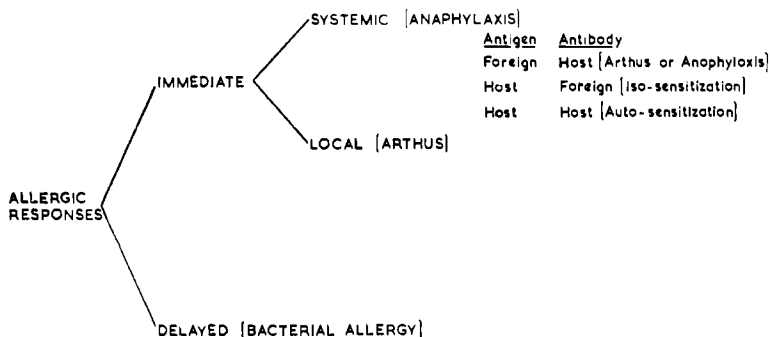 SYSTEMIC [ANAPHYLAXIS]
Antigen Antibody
Foreign Host [Arthus or Anaphylaxis]
IMMEDIATE
Host Foreign [Iso-sensitization]
Host Host [Auto-sensitization]
LOCAL [ARTHUS]
ALLERGIC
RESPONSES
DELAYED [BACTERIAL ALLERGY]